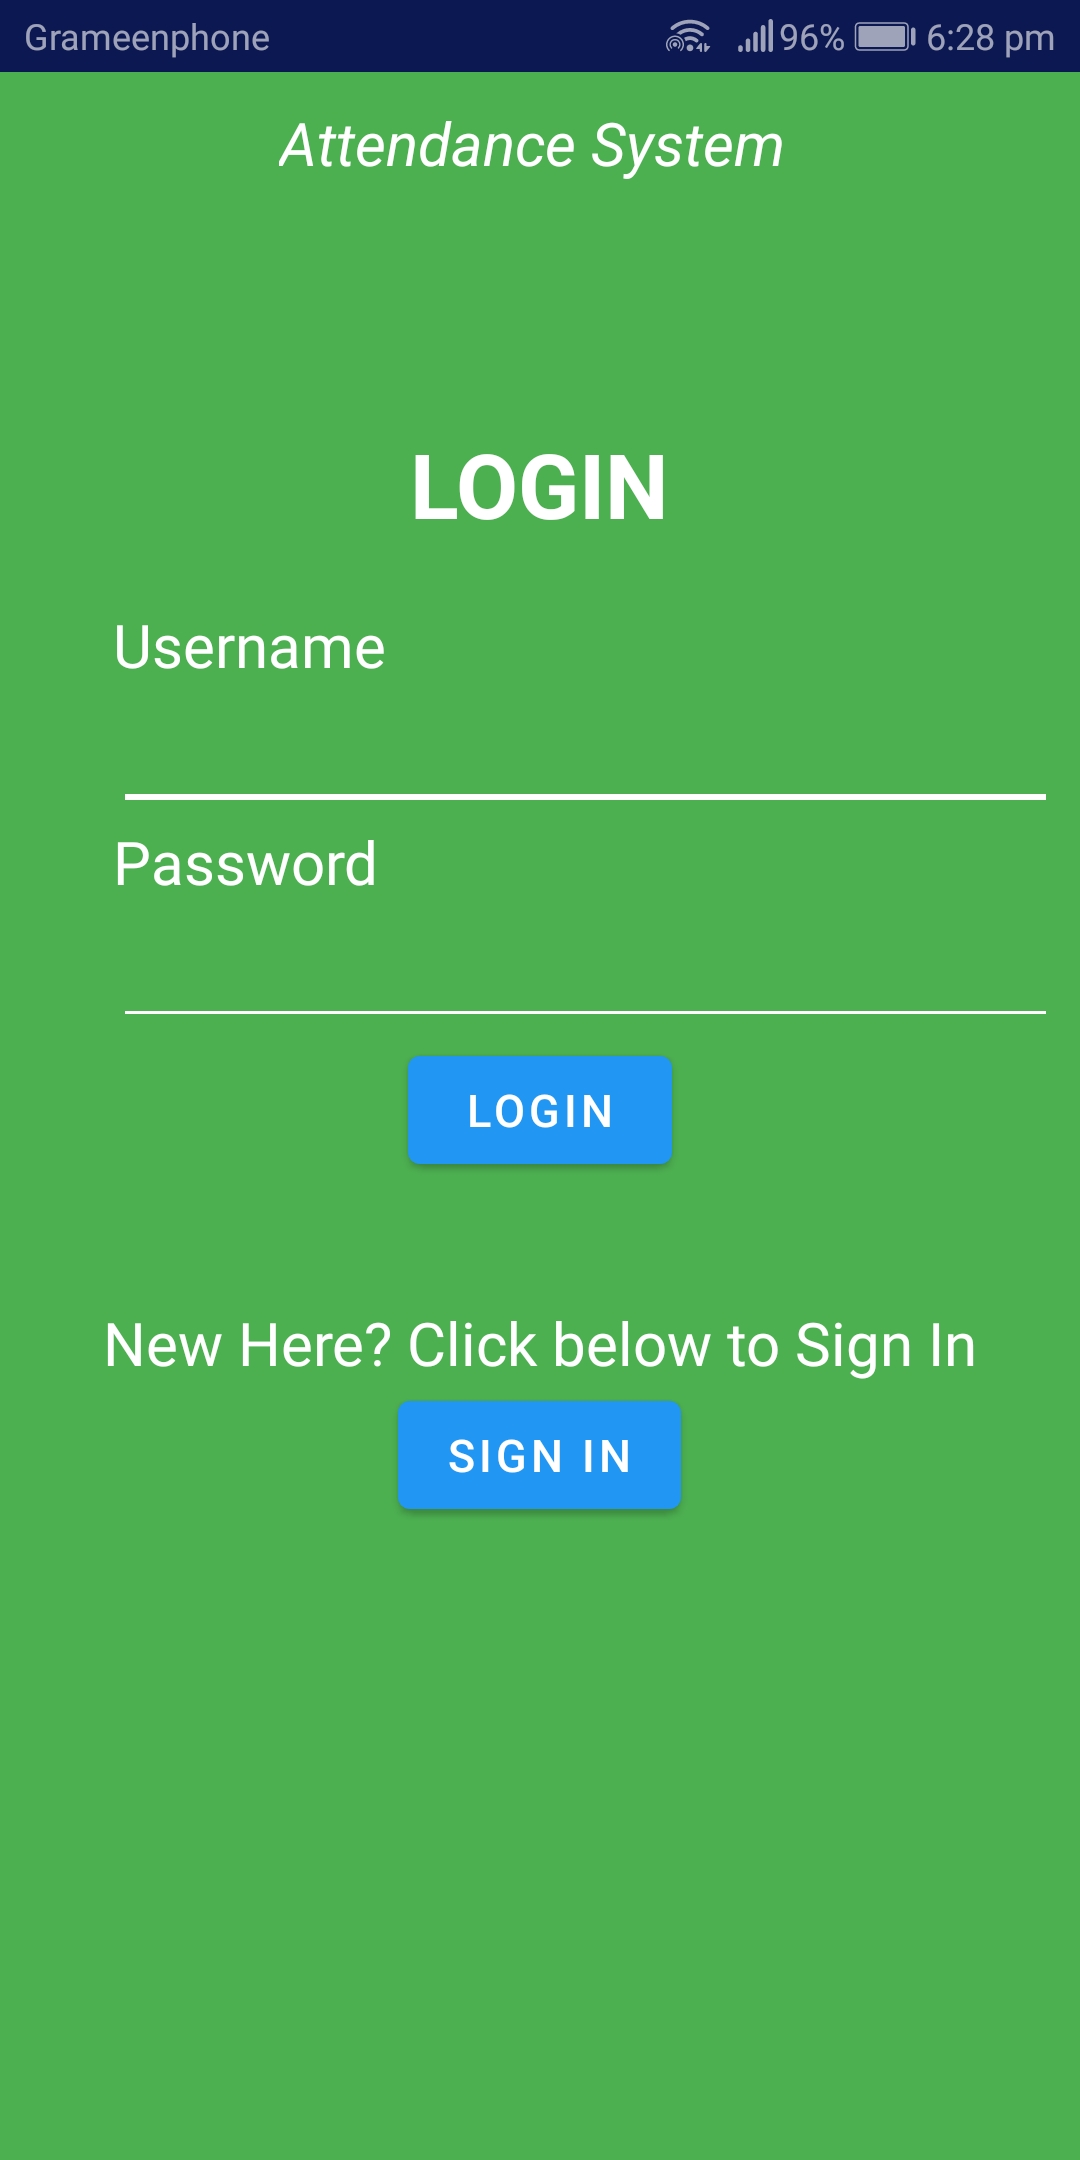 Grameenphone 96% 6:28 pm
Attendance System
LOGIN
Username
Password
LOGIN
New Here? Click below to Sign In
SIGN IN